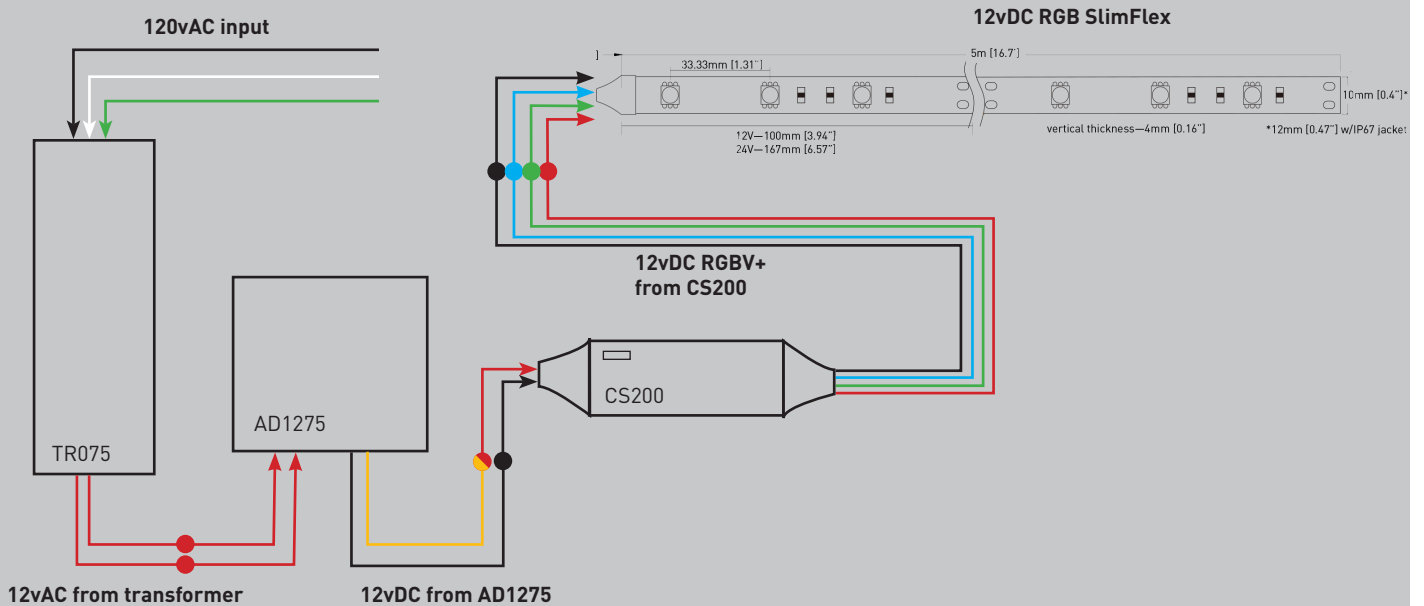 12vDC RGB SlimFlex
120vAC input
]
5m [16.7']
33.33mm [1.31"]
10mm [0.4"]*
12V—100mm [3.94"]
24V—167mm [6.57"]
vertical thickness—4mm [0.16"]
*12mm [0.47"] w/IP67 jacket
12vDC RGBV+
from CS200
CS200
AD1275
TR075
12vAC from transformer
12vDC from AD1275